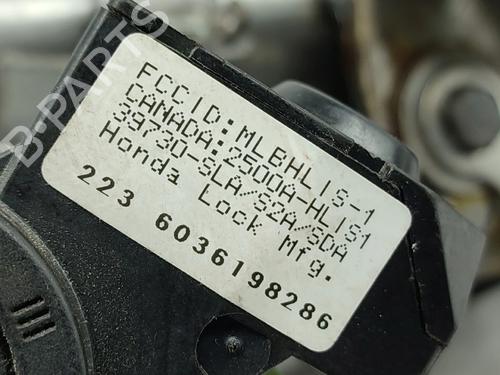 FCCID:MLBHLIS-1
CANADA:2500A-HLIS1
39730-SLA/S2A/SDA
Honda Lock Mfg.
223 6036198286
B-PARTS